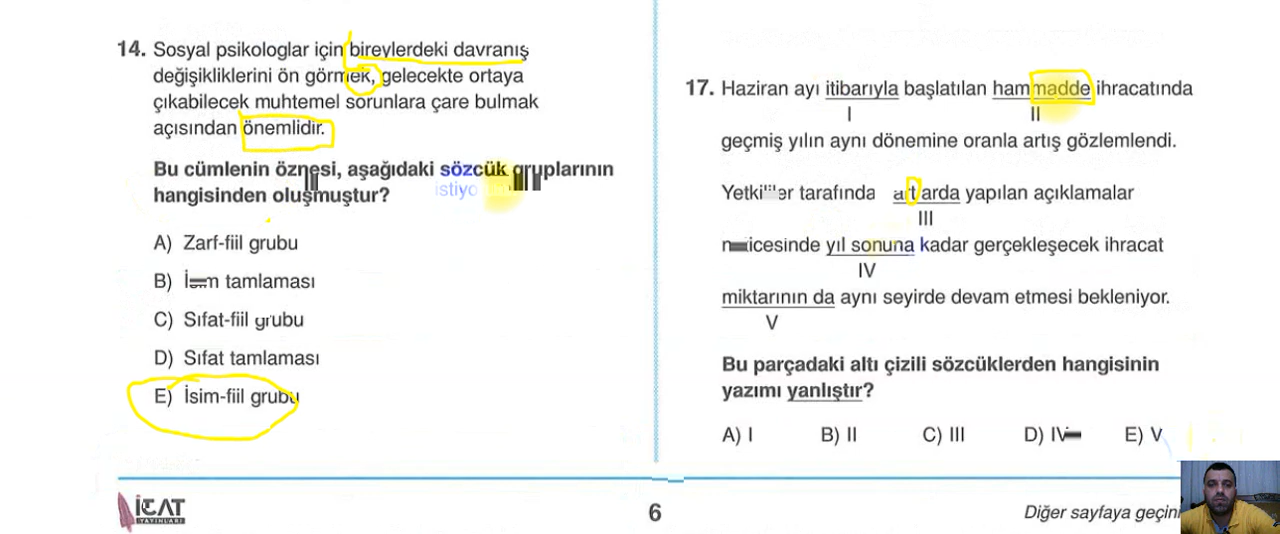 14. Sosyal psikologlar için bireylerdeki davranış
değişikliklerini ön görmek, gelecekte ortaya
çıkabilecek muhtemel sorunlara çare bulmak
açısından önemlidir.
Bu cümlenin öznesi, aşağıdaki sözcük gruplarının
hangisinden oluşmuştur?
istiyo
A) Zarf-fiil grubu
B) İsim tamlaması
C) Sıfat-fiil grubu
D) Sıfat tamlaması
E) İsim-fiil grubu
17. Haziran ayı itibarıyla başlatılan hammadde ihracatında
I II
geçmiş yılın aynı dönemine oranla artış gözlemlendi.
tarafında art arda yapılan açıklamalar
III
yıl sonuna kadar gerçekleşecek ihracat
IV
miktarının da aynı seyirde devam etmesi bekleniyor.
V
Bu parçadaki altı çizili sözcüklerden hangisinin
yazımı yanlıştır?
A) I B) II C) III D) IV E) V
İCAT
YAYINLARI
6
Diğer sayfaya geçini